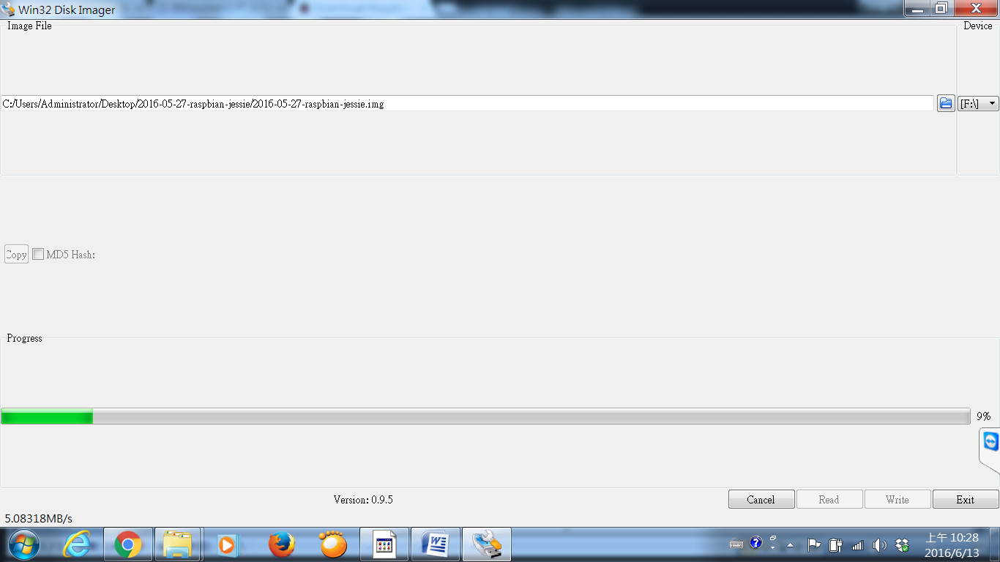 Win32 Disk Imager
Image File
Device
C:/Users/Administrator/Desktop/2016-05-27-raspbian-jessie/2016-05-27-raspbian-jessie.img
[F:\]
Copy
MD5 Hash:
Progress
9%
Version: 0.9.5
Cancel
Read
Write
Exit
5.08318MB/s
上午 10:28
2016/6/13